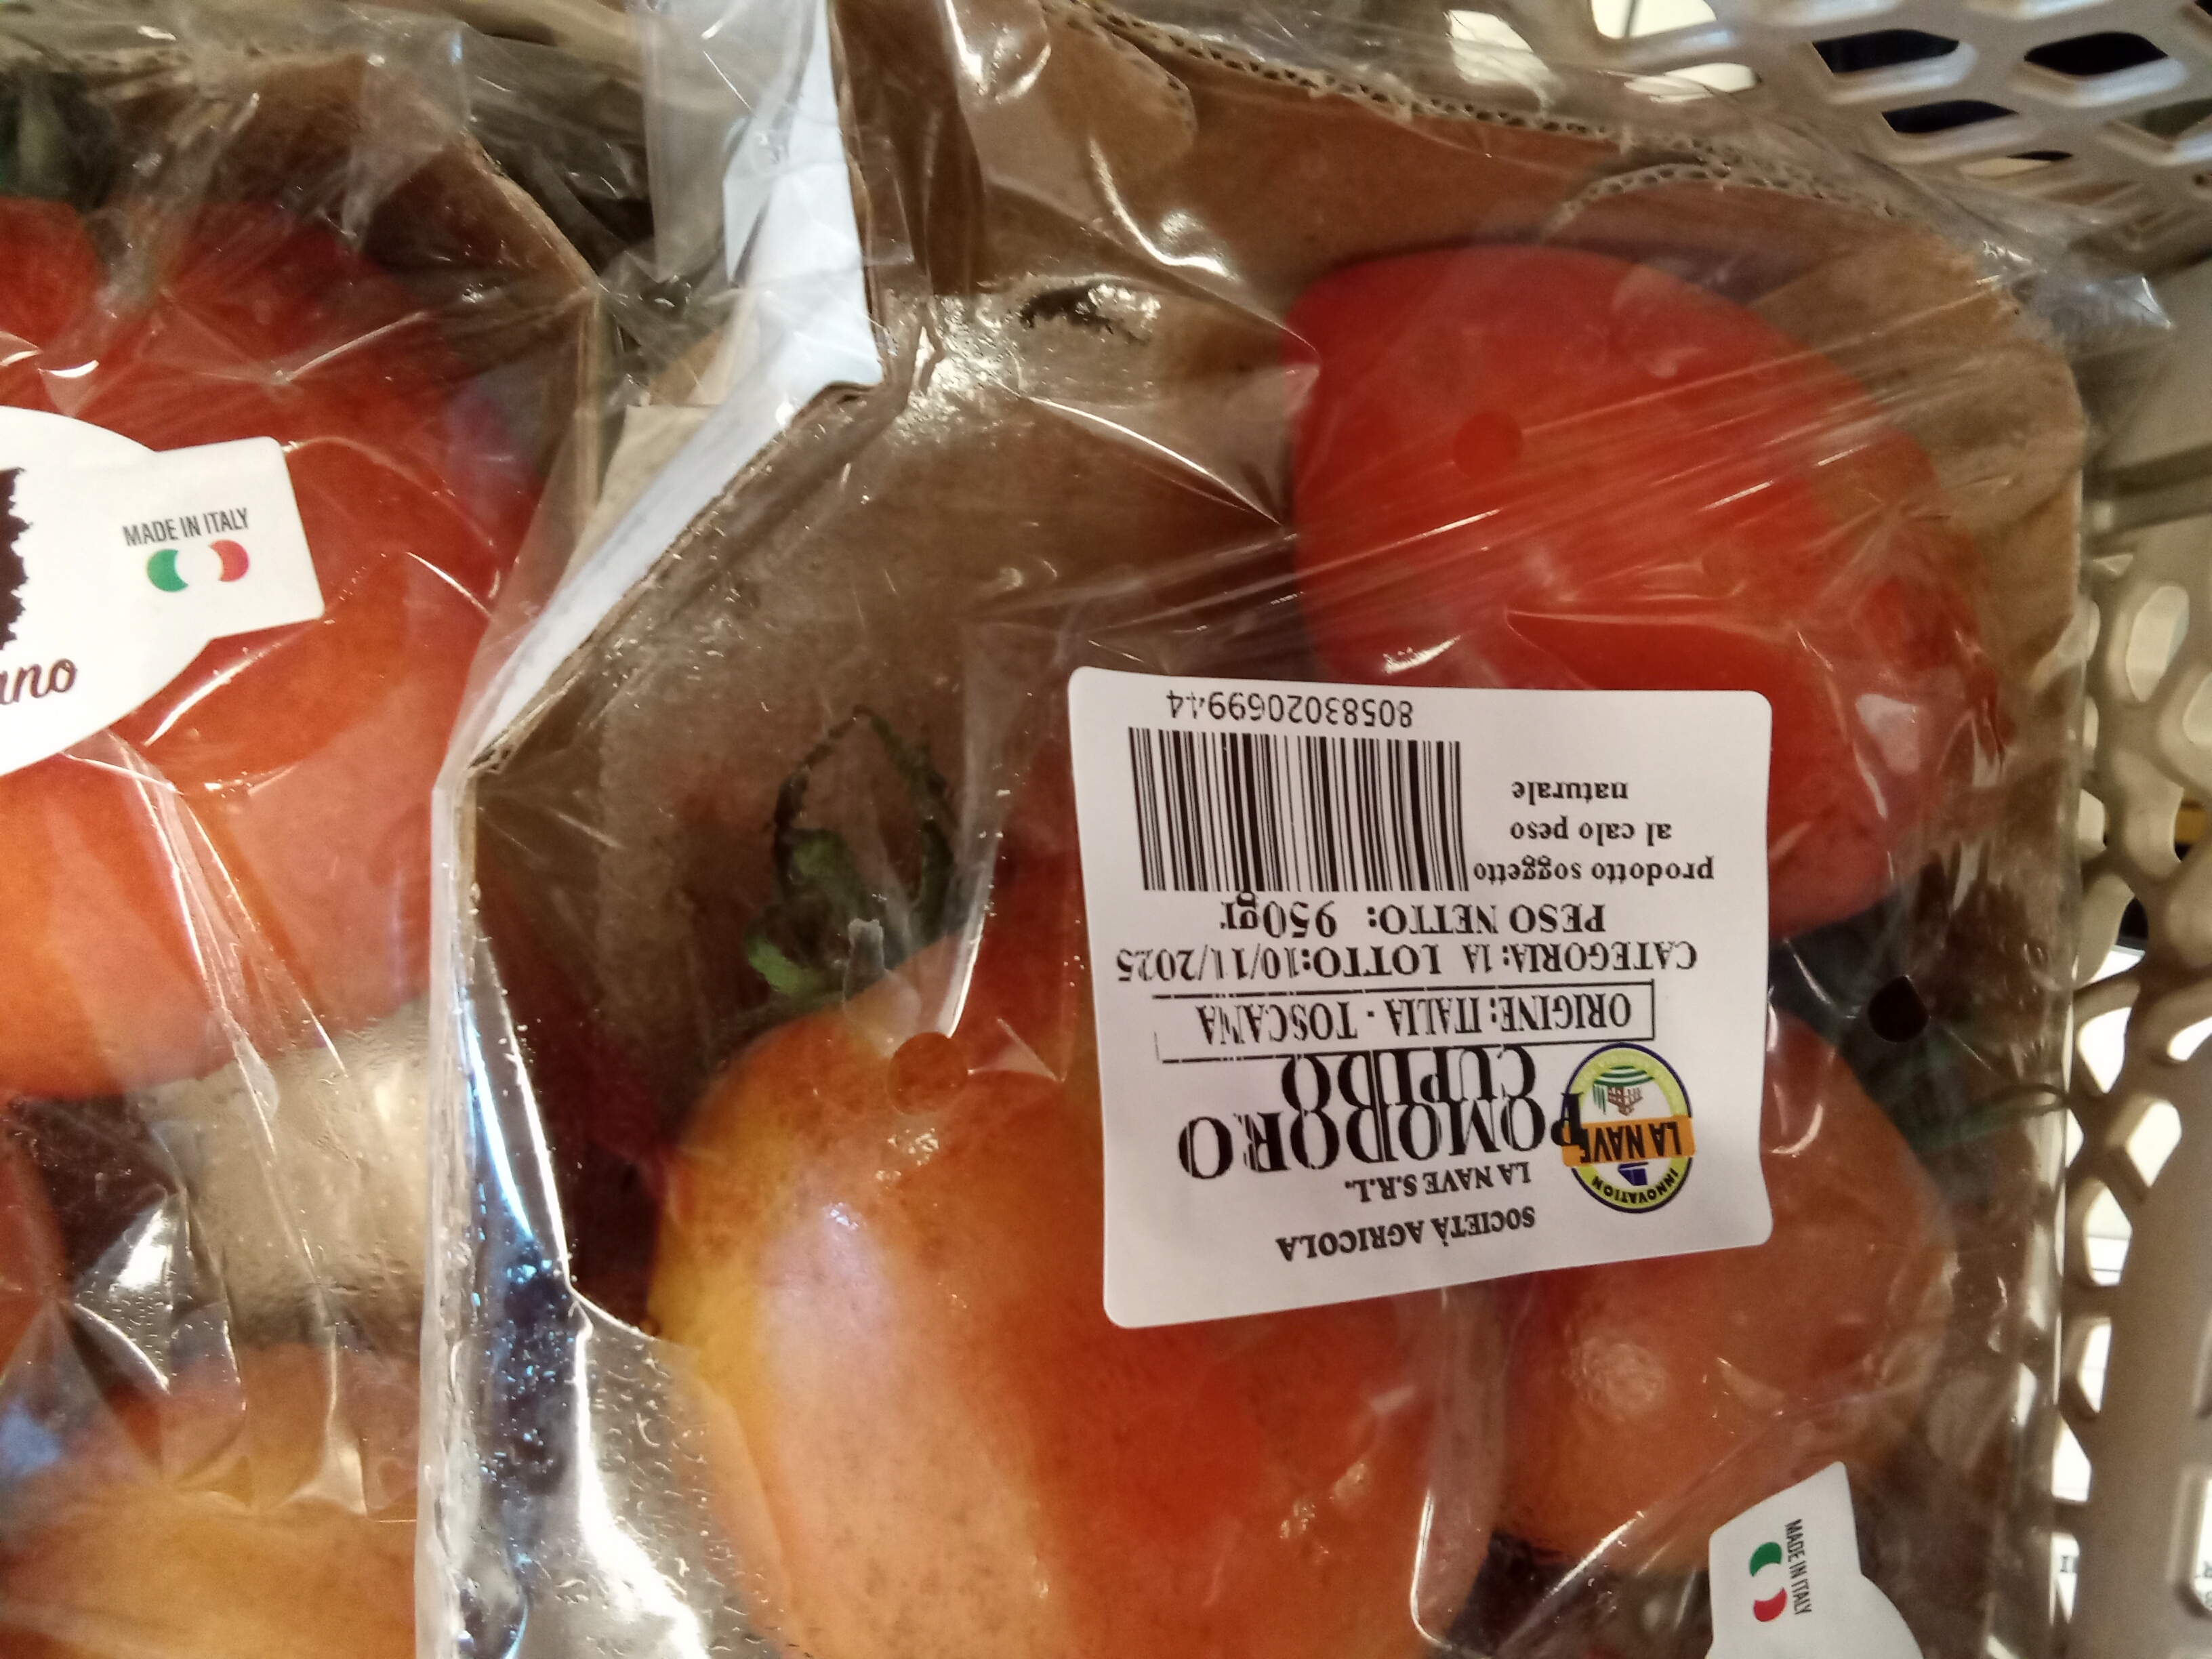 MADE IN ITALY
SOCIETÀ AGRICOLA
LA NAVE S.R.L.
INNOVATION
LA NAVE
POMODORO
CUPIDO
ORIGINE: ITALIA - TOSCANA
CATEGORIA: 1A LOTTO:10/11/2025
PESO NETTO: 950gr
prodotto soggetto
al calo peso
naturale
8058302069944
MADE IN ITALY